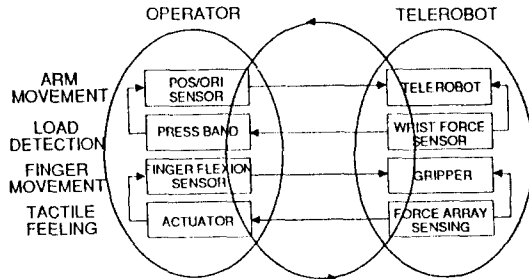 OPERATOR
TELEROBOT
ARM
MOVEMENT
POS/ORI
SENSOR
TELEROBOT
LOAD
DETECTION
PRESS BAND
WRIST FORCE
SENSOR
FINGER
MOVEMENT
FINGER FLEXION
SENSOR
GRIPPER
TACTILE
FEELING
ACTUATOR
FORCE ARRAY
SENSING